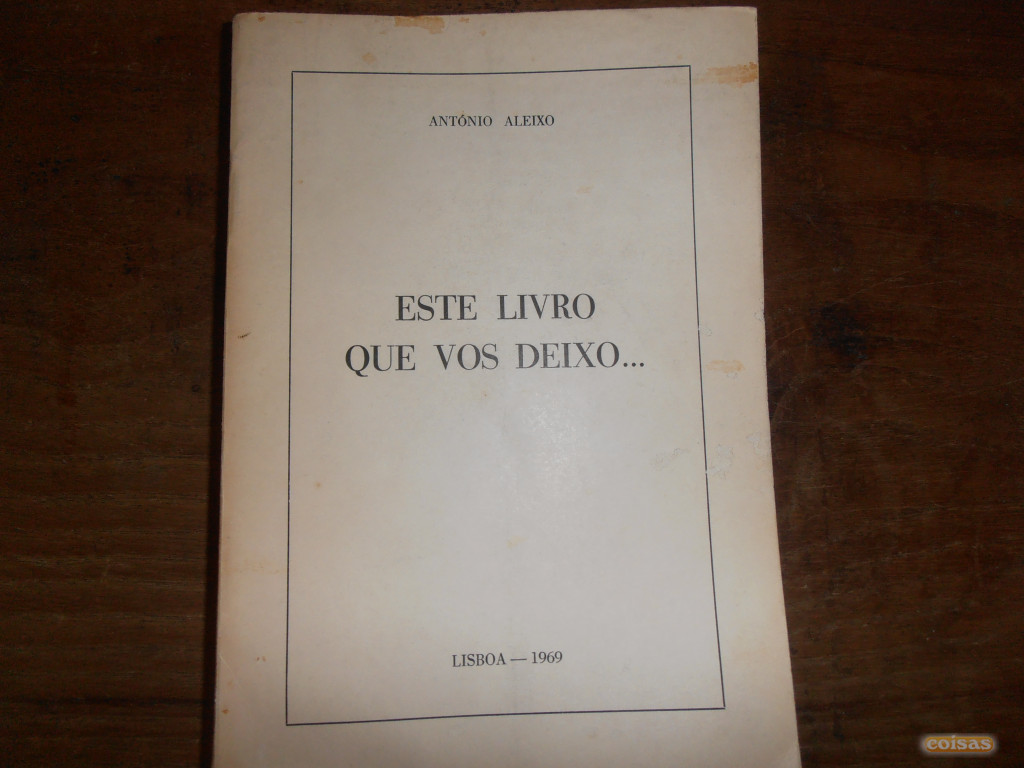 ANTÓNIO ALEIXO
ESTE LIVRO
QUE VOS DEIXO...
LISBOA — 1969
coisas